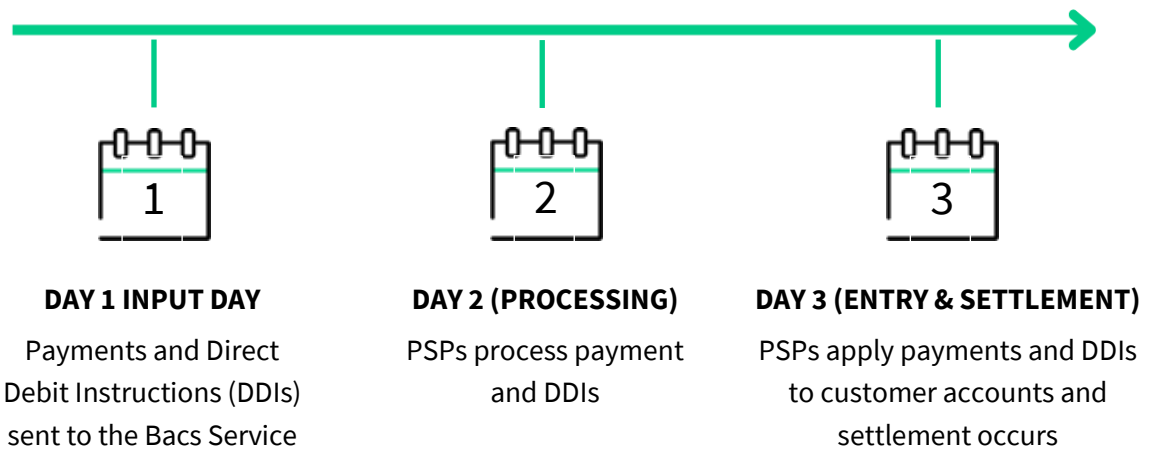 1
2
3
DAY 1 INPUT DAY
Payments and Direct
Debit Instructions (DDIs)
sent to the Bacs Service
DAY 2 (PROCESSING)
PSPs process payment
and DDIs
DAY 3 (ENTRY & SETTLEMENT)
PSPs apply payments and DDIs
to customer accounts and
settlement occurs